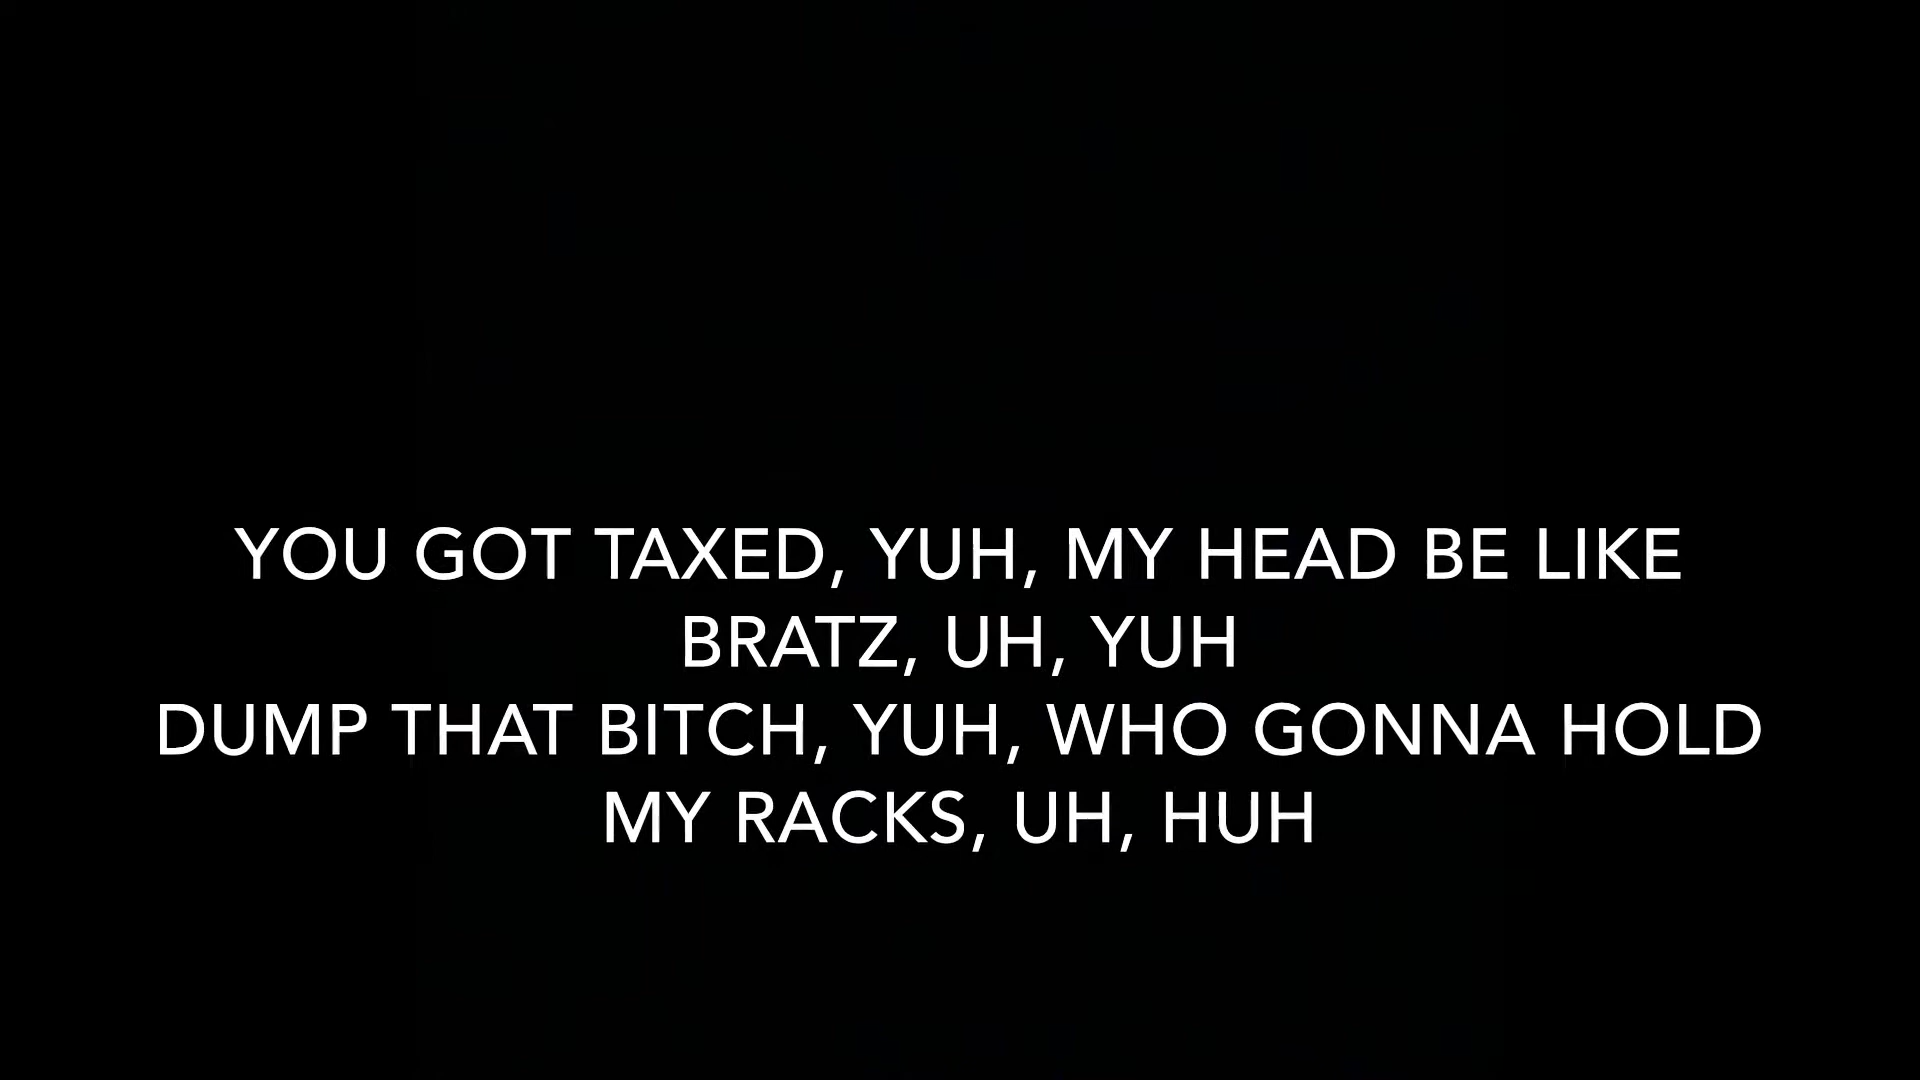 YOU GOT TAXED, YUH, MY HEAD BE LIKE
BRATZ, UH, YUH
DUMP THAT BITCH, YUH, WHO GONNA HOLD
MY RACKS, UH, HUH